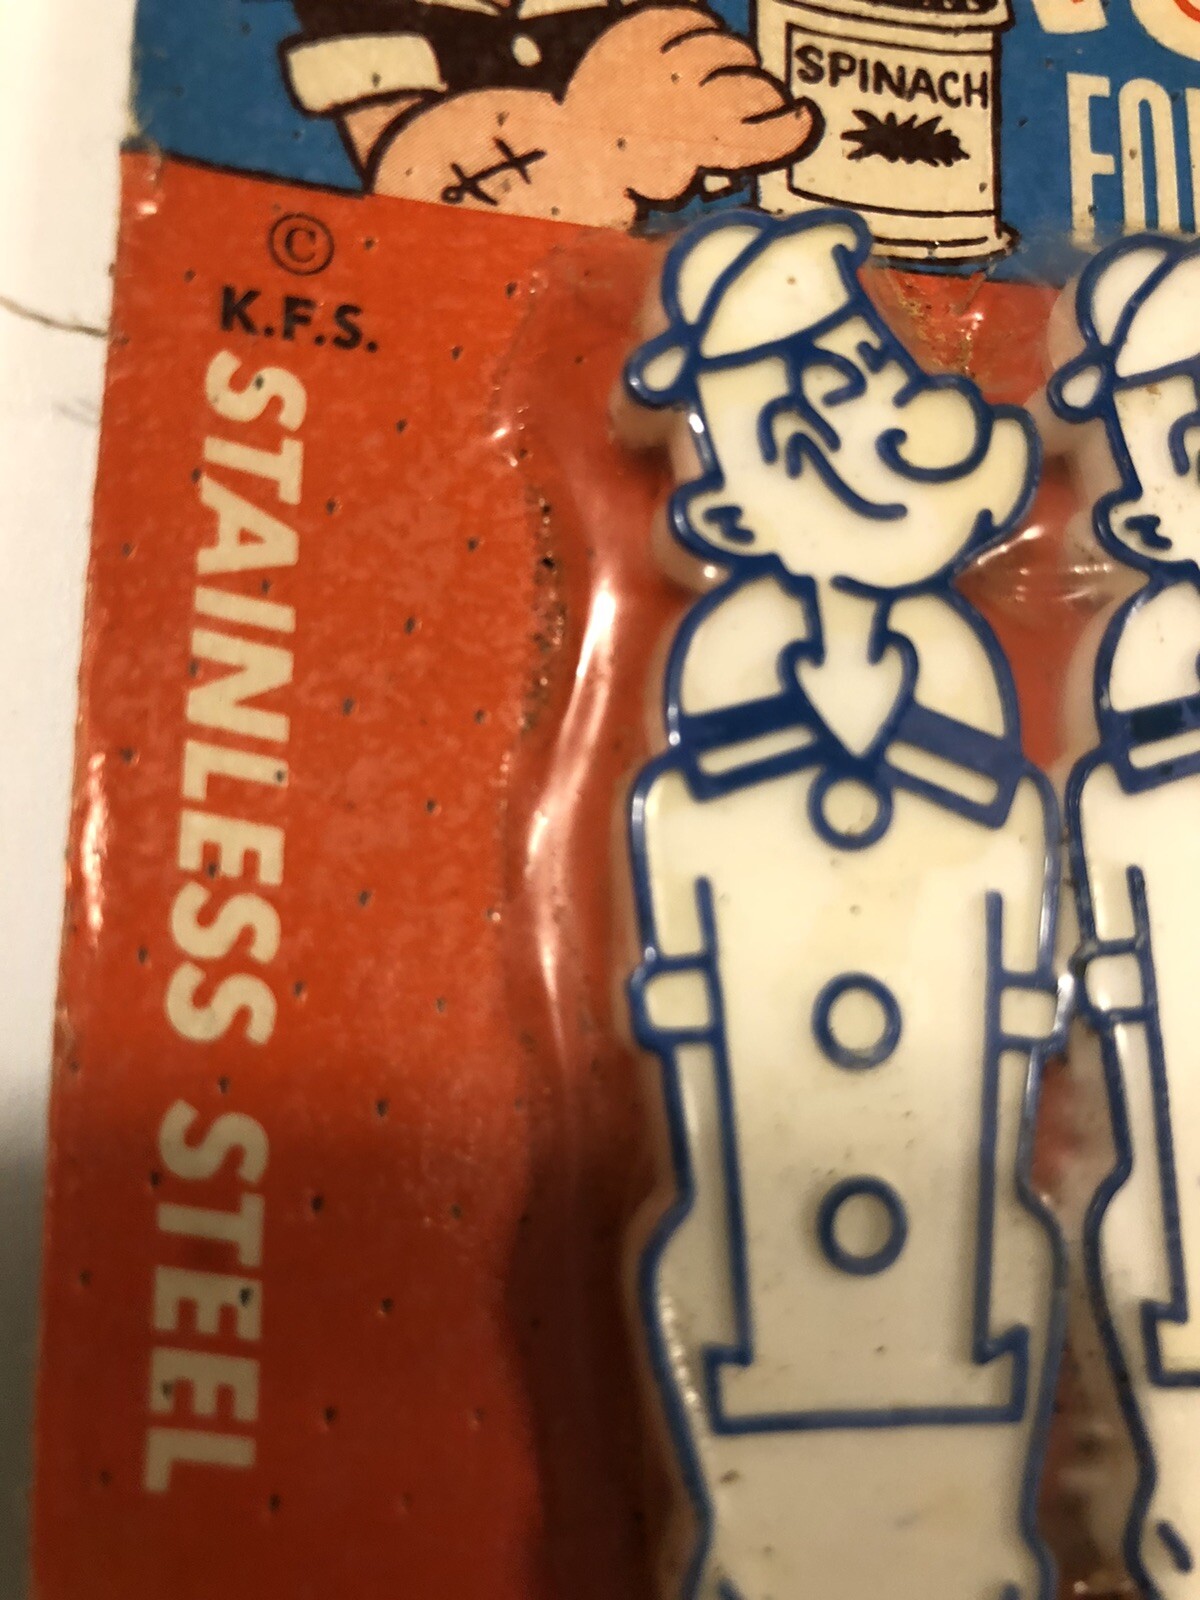 SPINACH
©
K.F.S.
STAINLESS STEEL